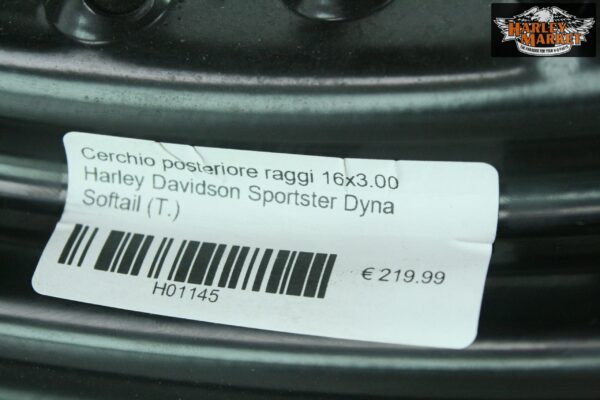 HARLEY
MARKET
Cerchio posteriore raggi 16x3.00
Harley Davidson Sportster Dyna
Softail (T.)
€ 219.99
H01145